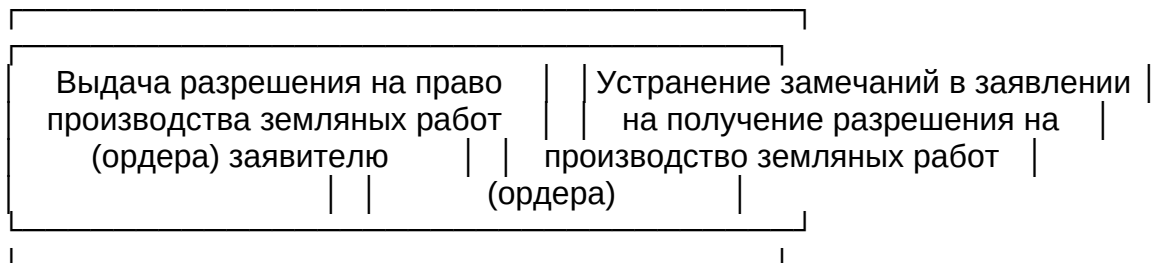 Выдача разрешения на право │ │Устранение замечаний в заявлении │
│ производства земляных работ │ │ на получение разрешения на │
│ (ордера) заявителю │ │ производство земляных работ │
│ │ │ (ордера) │